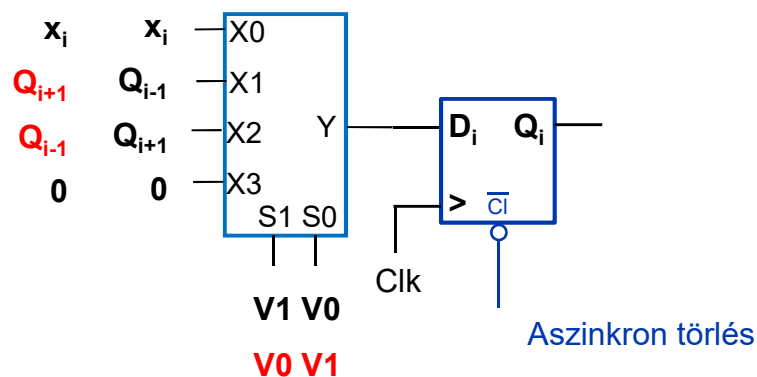 xi xi X0
Qi+1 Qi-1 X1
Qi-1 Qi+1 X2 Y Di Qi
0 0 X3 > Cl
S1 S0
Clk
V1 V0
Aszinkron törlés
V0 V1